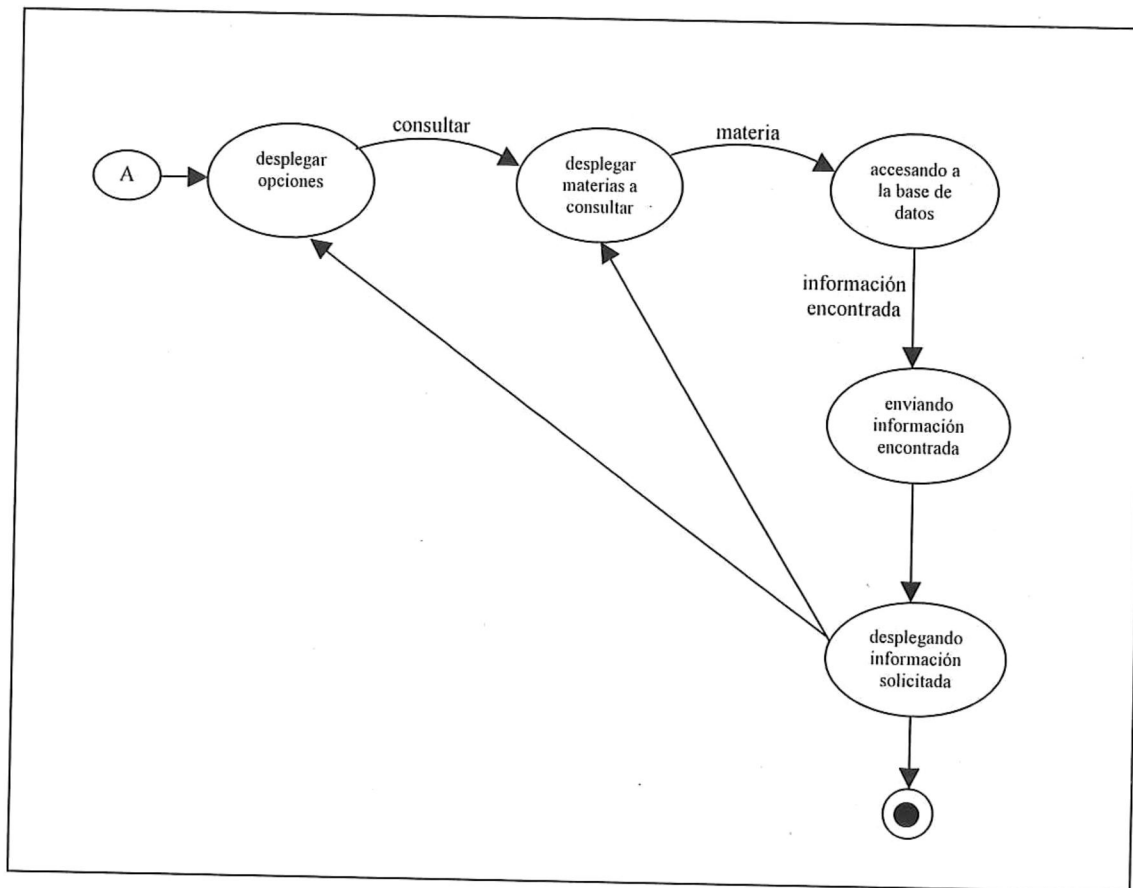 A
desplegar
opciones
consultar
desplegar
materias a
consultar
materia
accesando a
la base de
datos
información
encontrada
enviando
información
encontrada
desplegando
información
solicitada